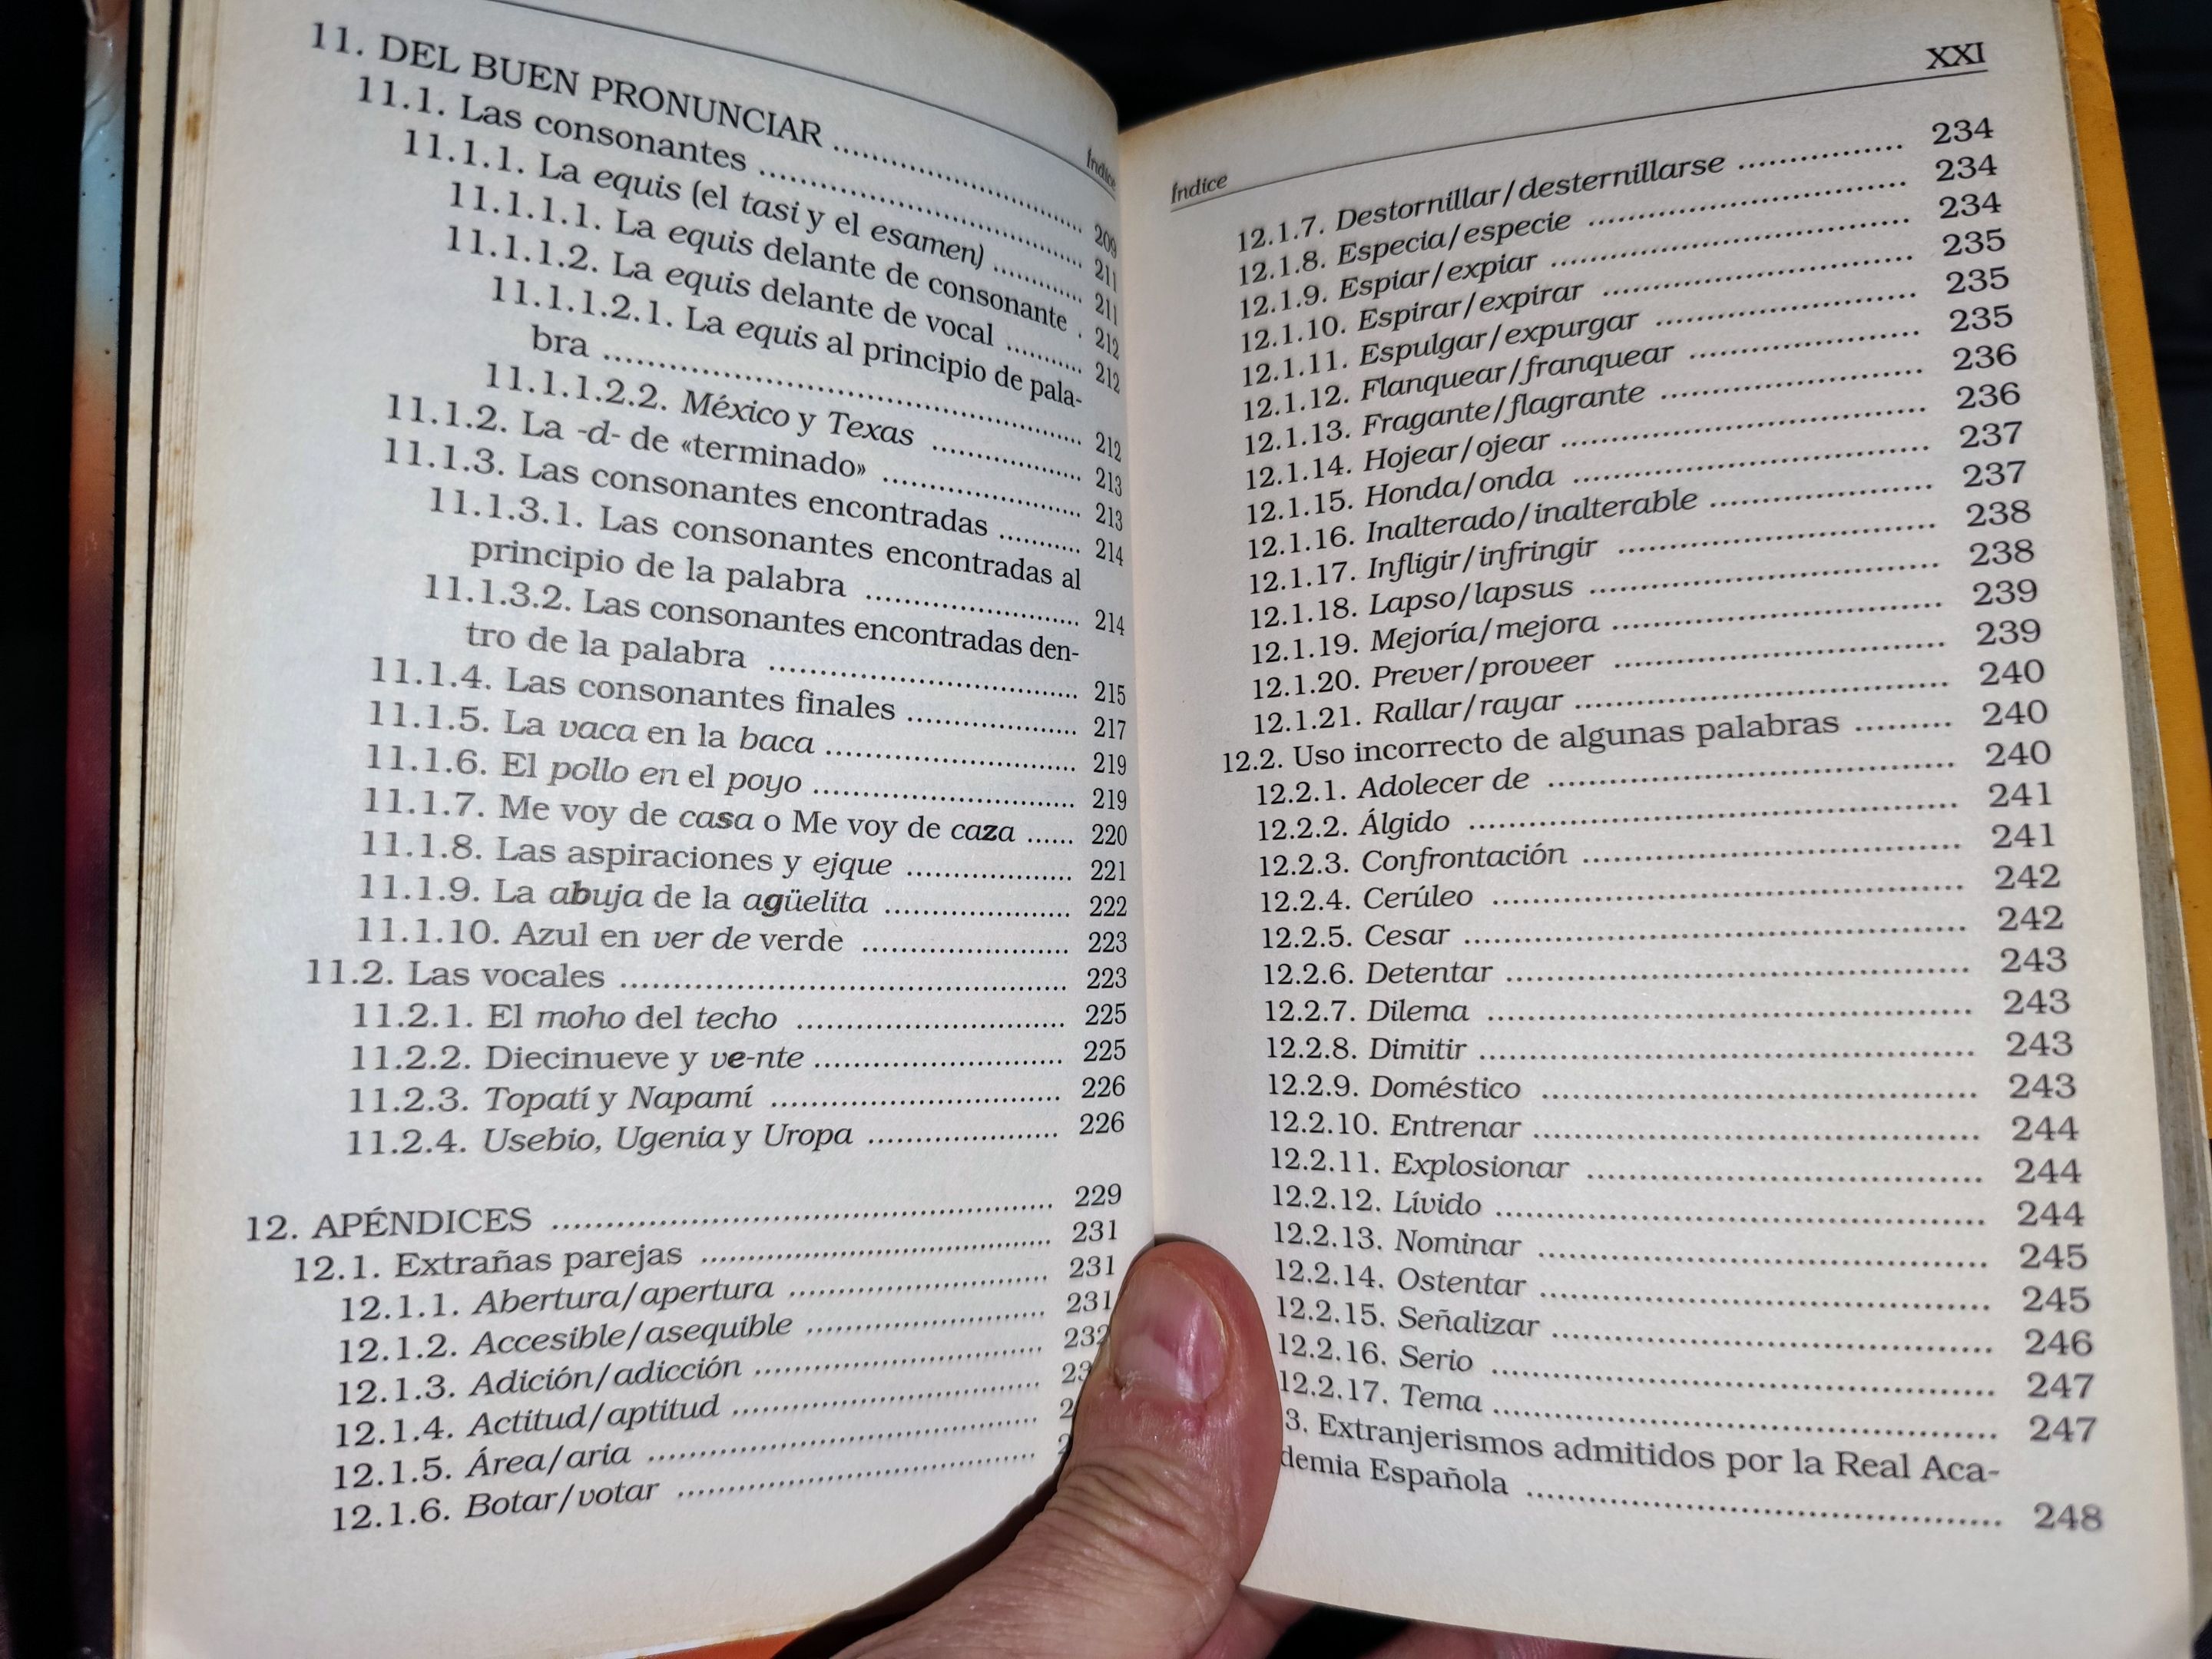 Índice
11. DEL BUEN PRONUNCIAR ........................ 209
11.1. Las consonantes ........................ 211
11.1.1. La equis (el tasi y el esamen) ............ 211
11.1.1.1. La equis delante de consonante . 212
11.1.1.2. La equis delante de vocal .......... 212
11.1.1.2.1. La equis al principio de pala-
bra ........................ 212
11.1.1.2.2. México y Texas ................ 213
11.1.2. La -d- de «terminado» .................... 213
11.1.3. Las consonantes encontradas ........... 214
11.1.3.1. Las consonantes encontradas al
principio de la palabra ...................... 214
11.1.3.2. Las consonantes encontradas den-
tro de la palabra .............................. 215
11.1.4. Las consonantes finales .................. 217
11.1.5. La vaca en la baca .......................... 219
11.1.6. El pollo en el poyo ........................... 219
11.1.7. Me voy de casa o Me voy de caza ...... 220
11.1.8. Las aspiraciones y ejque .................... 221
11.1.9. La abuja de la agüelita ...................... 222
11.1.10. Azul en ver de verde ........................ 223
11.2. Las vocales .............................................. 223
11.2.1. El moho del techo .............................. 225
11.2.2. Diecinueve y ve-nte ........................... 225
11.2.3. Topatí y Napamí ................................ 226
11.2.4. Usebio, Ugenia y Uropa ..................... 226
12. APÉNDICES ...................................................... 229
12.1. Extrañas parejas ...................................... 231
12.1.1. Abertura/apertura ............................ 231
12.1.2. Accesible/asequible .......................... 231
12.1.3. Adición/adicción ............................... 232
12.1.4. Actitud/aptitud .................................
12.1.5. Área/aria ..........................................
12.1.6. Botar/votar .......................................
Índice XXI
12.1.7. Destornillar/desternillarse ................ 234
12.1.8. Especia/especie ................................ 234
12.1.9. Espiar/expiar .................................... 234
12.1.10. Espirar/expirar ............................... 235
12.1.11. Espulgar/expurgar ......................... 235
12.1.12. Flanquear/franquear ...................... 235
12.1.13. Fragante/flagrante ......................... 236
12.1.14. Hojear/ojear ................................... 236
12.1.15. Honda/onda ................................... 237
12.1.16. Inalterado/inalterable ..................... 237
12.1.17. Infligir/infringir ............................... 238
12.1.18. Lapso/lapsus ................................. 238
12.1.19. Mejoría/mejora ............................... 239
12.1.20. Prever/proveer ................................ 239
12.1.21. Rallar/rayar .................................... 240
12.2. Uso incorrecto de algunas palabras ......... 240
12.2.1. Adolecer de ....................................... 240
12.2.2. Álgido ............................................... 241
12.2.3. Confrontación ................................... 241
12.2.4. Cerúleo ............................................. 242
12.2.5. Cesar ................................................ 242
12.2.6. Detentar ........................................... 243
12.2.7. Dilema .............................................. 243
12.2.8. Dimitir .............................................. 243
12.2.9. Doméstico ......................................... 243
12.2.10. Entrenar ......................................... 244
12.2.11. Explosionar .................................... 244
12.2.12. Lívido ............................................. 244
12.2.13. Nominar ......................................... 245
12.2.14. Ostentar ......................................... 245
12.2.15. Señalizar ........................................ 246
12.2.16. Serio .............................................. 247
12.2.17. Tema .............................................. 247
3. Extranjerismos admitidos por la Real Aca-
demia Española .............................................. 248